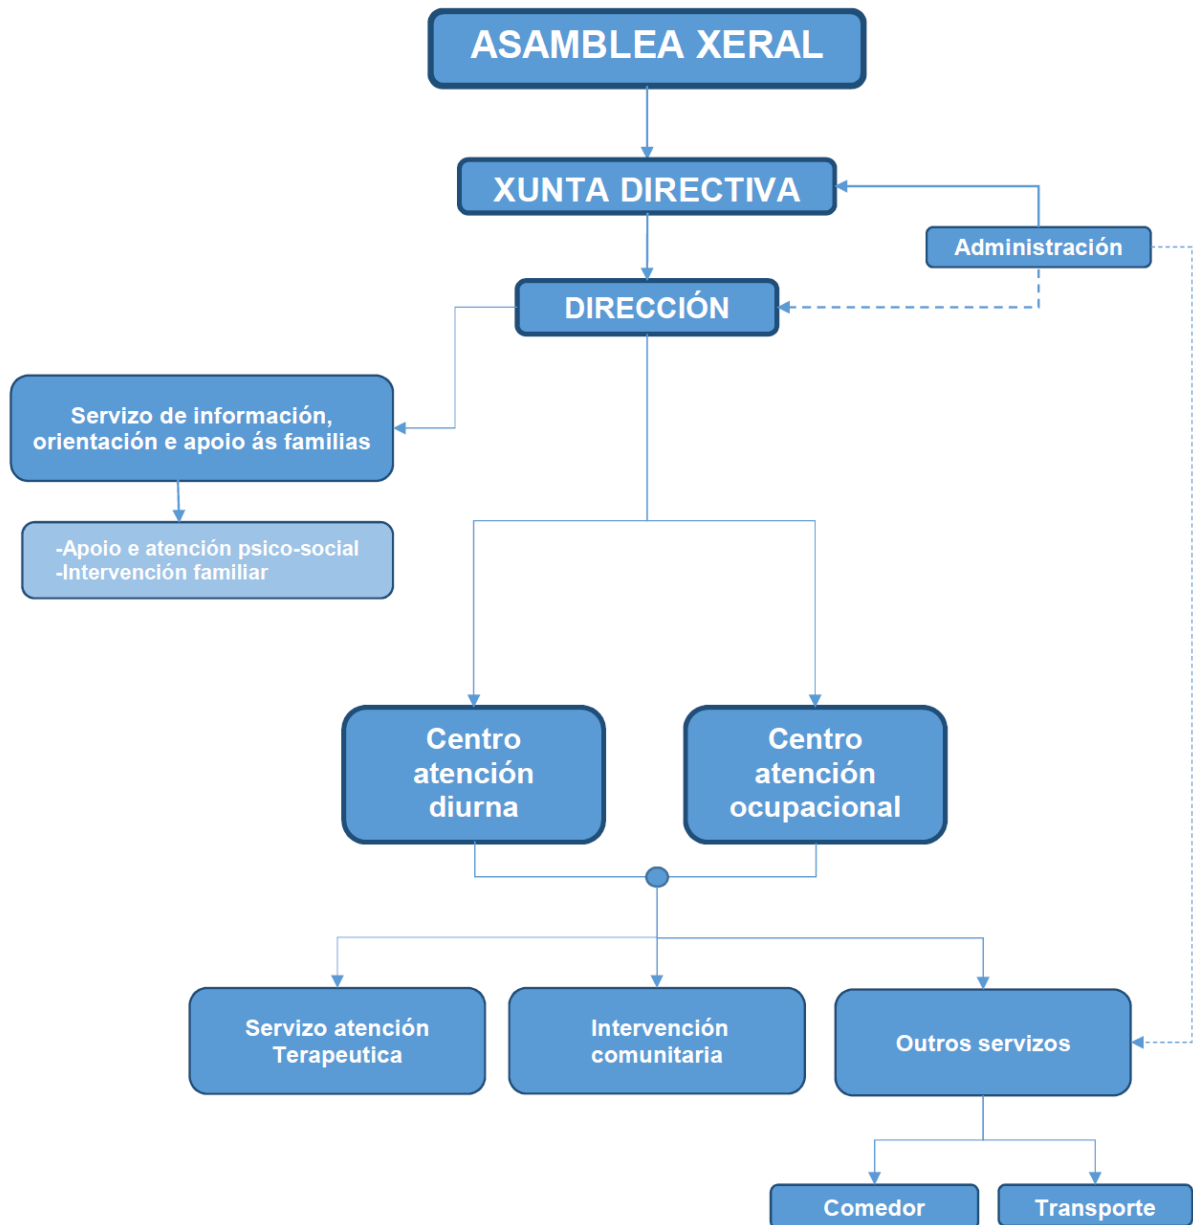 ASAMBLEA XERAL
XUNTA DIRECTIVA
Administración
DIRECCIÓN
Servizo de información,
orientación e apoio ás familias
-Apoio e atención psico-social
-Intervención familiar
Centro
atención
diurna
Centro
atención
ocupacional
Servizo atención
Terapeutica
Intervención
comunitaria
Outros servizos
Comedor
Transporte